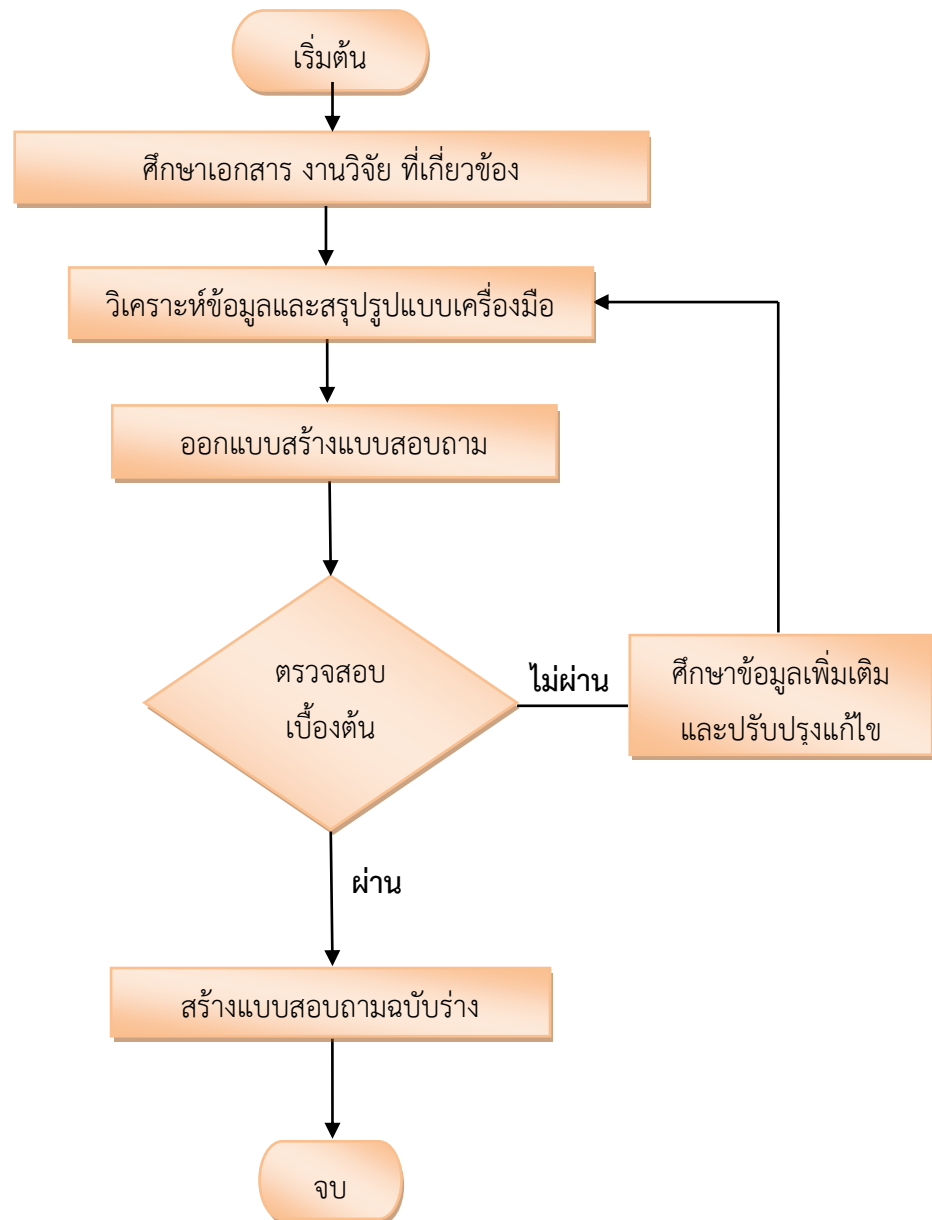 เริ่มต้น
ศึกษาเอกสาร งานวิจัย ที่เกี่ยวข้อง
วิเคราะห์ข้อมูลและสรุปรูปแบบเครื่องมือ
ออกแบบสร้างแบบสอบถาม
ตรวจสอบ
เบื้องต้น
ไม่ผ่าน
ศึกษาข้อมูลเพิ่มเติม
และปรับปรุงแก้ไข
ผ่าน
สร้างแบบสอบถามฉบับร่าง
จบ